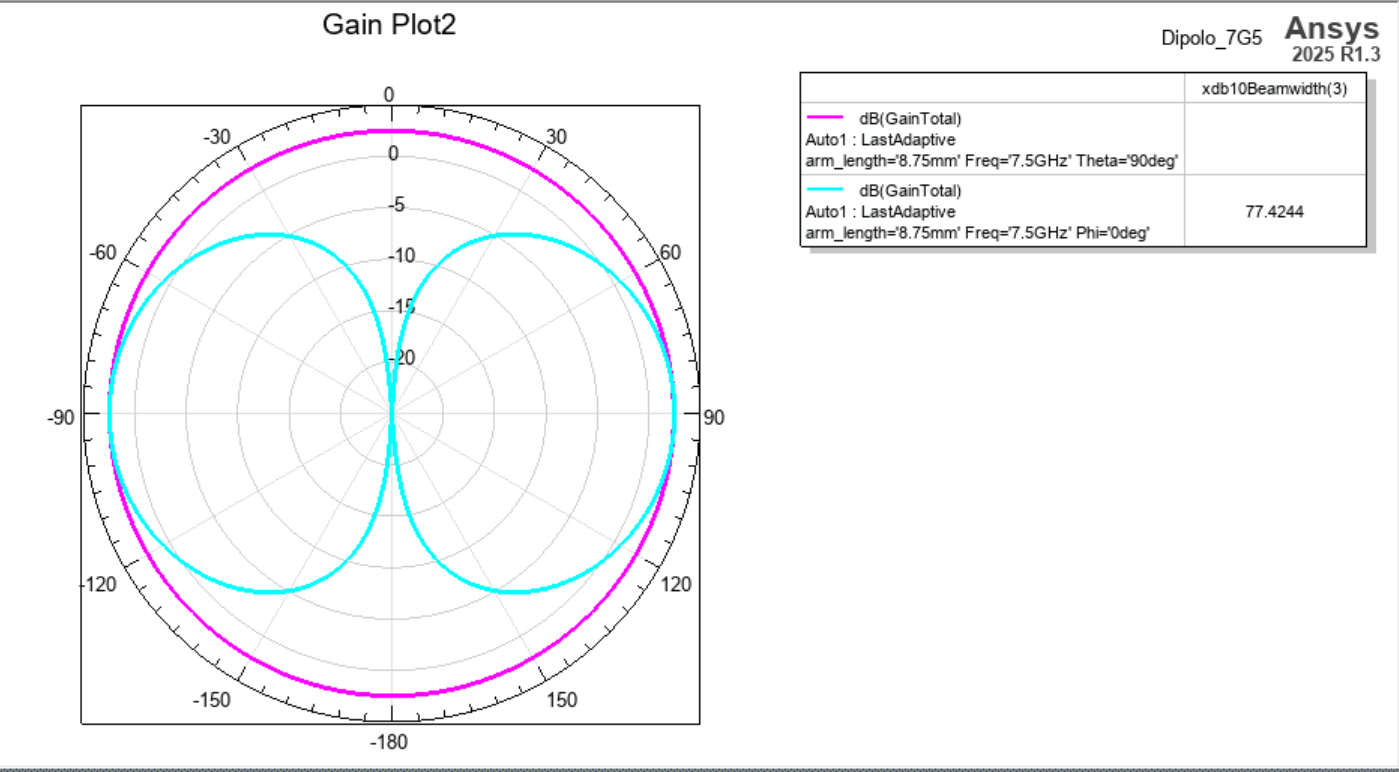 Gain Plot2
Dipolo_7G5
Ansys
2025 R1.3
xdb10Beamwidth(3)
dB(GainTotal)
Auto1 : LastAdaptive
arm_length='8.75mm' Freq='7.5GHz' Theta='90deg'
dB(GainTotal)
Auto1 : LastAdaptive
arm_length='8.75mm' Freq='7.5GHz' Phi='0deg'
77.4244
0
-30
30
0
-5
-60
60
-10
-15
-20
-90
90
-120
120
-150
150
-180